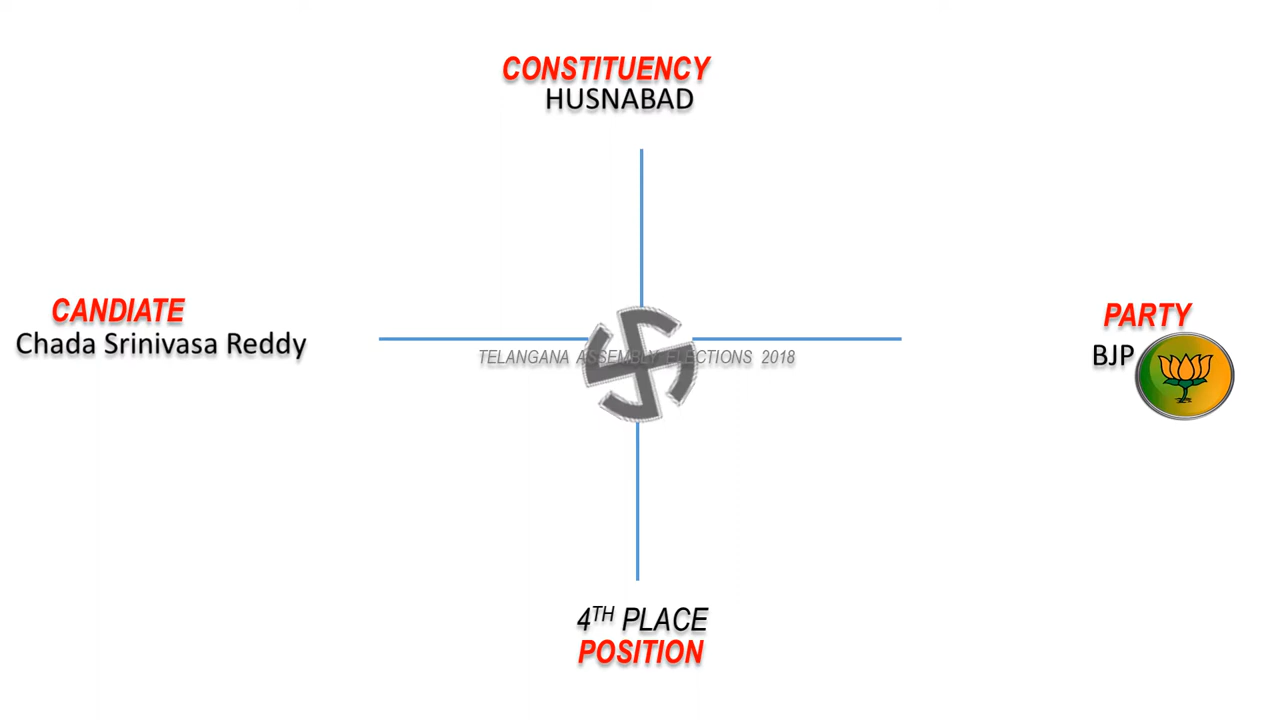 CONSTITUENCY
HUSNABAD
CANDIATE
Chada Srinivasa Reddy
PARTY
BJP
TELANGANA ASSEMBLY ELECTIONS 2018
4TH PLACE
POSITION